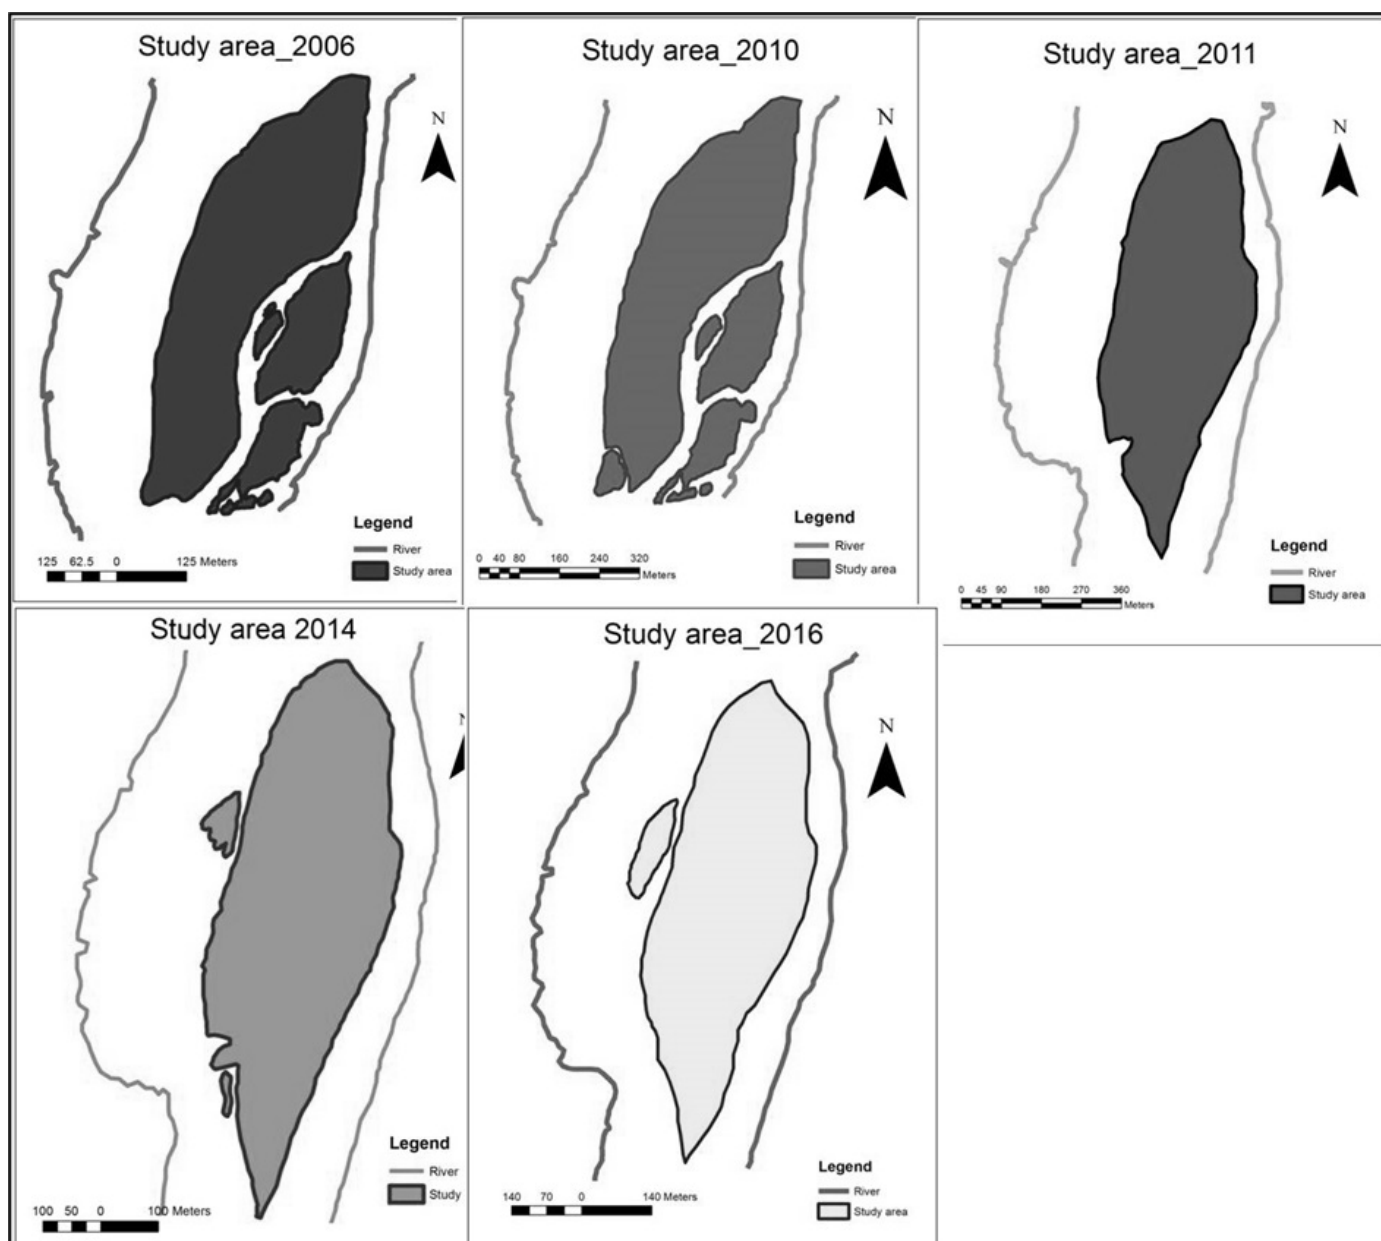 Study area_2006
N
Legend
River
Study area
125 62.5 0 125 Meters
Study area_2010
N
Legend
River
Study area
0 40 80 160 240 320
Meters
Study area_2011
N
Legend
River
Study area
0 45 90 180 270 360
Meters
Study area 2014
N
Legend
River
Study
100 50 0 100 Meters
Study area_2016
N
Legend
River
Study area
140 70 0 140 Meters